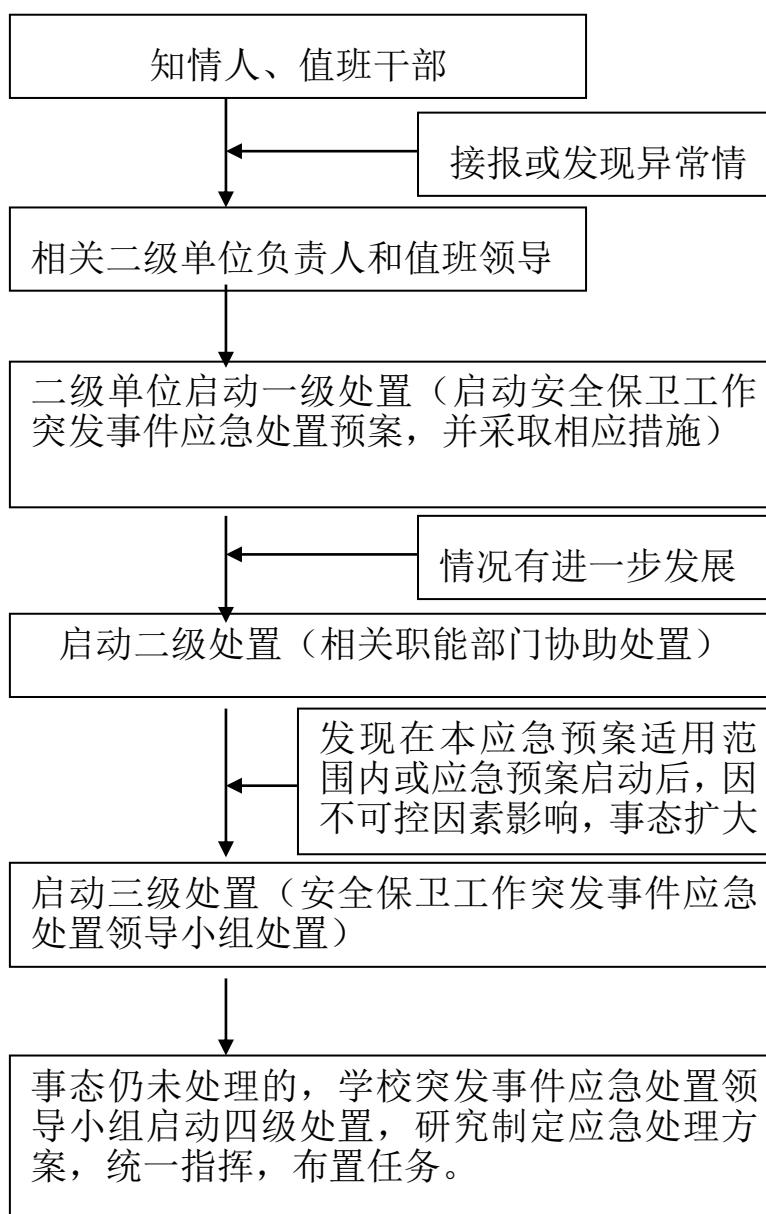 知情人、值班干部
接报或发现异常情
相关二级单位负责人和值班领导
二级单位启动一级处置（启动安全保卫工作
突发事件应急处置预案，并采取相应措施）
情况有进一步发展
启动二级处置（相关职能部门协助处置）
发现在本应急预案适用范
围内或应急预案启动后，因
不可控因素影响，事态扩大
启动三级处置（安全保卫工作突发事件应急
处置领导小组处置）
事态仍未处理的，学校突发事件应急处置领
导小组启动四级处置，研究制定应急处理方
案，统一指挥，布置任务。